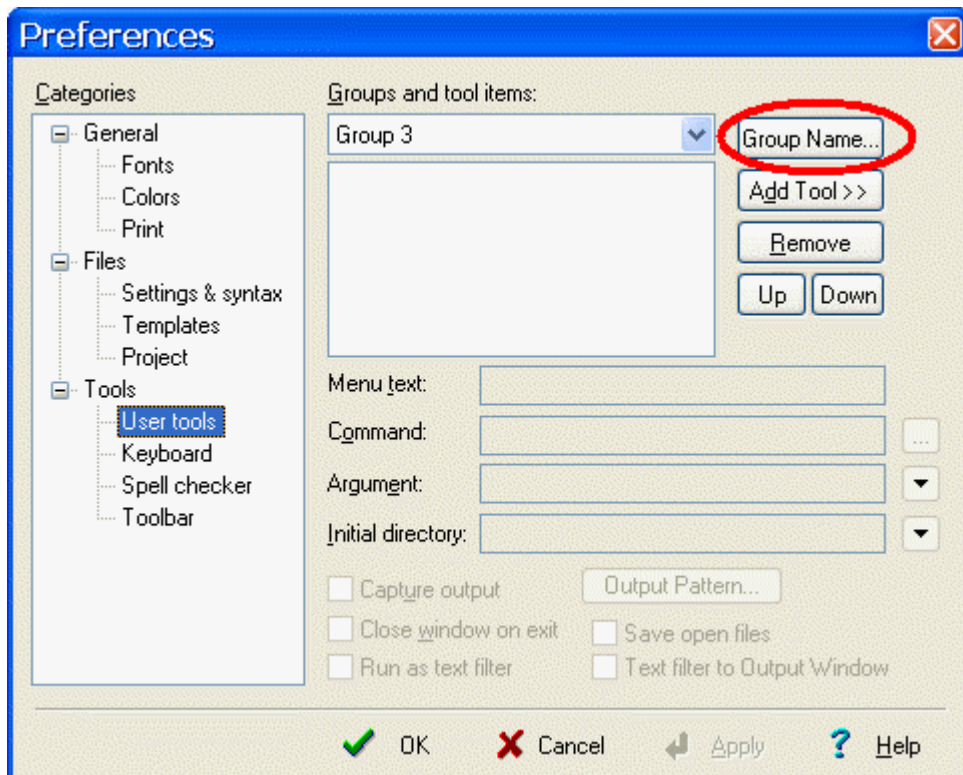 Preferences
Categories
General
Fonts
Colors
Print
Files
Settings & syntax
Templates
Project
Tools
User tools
Keyboard
Spell checker
Toolbar
Groups and tool items:
Group 3
Group Name...
Add Tool >>
Remove
Up Down
Menu text:
Command:
...
Argument:
Initial directory:
Capture output
Output Pattern...
Close window on exit
Save open files
Run as text filter
Text filter to Output Window
OK Cancel Apply ? Help